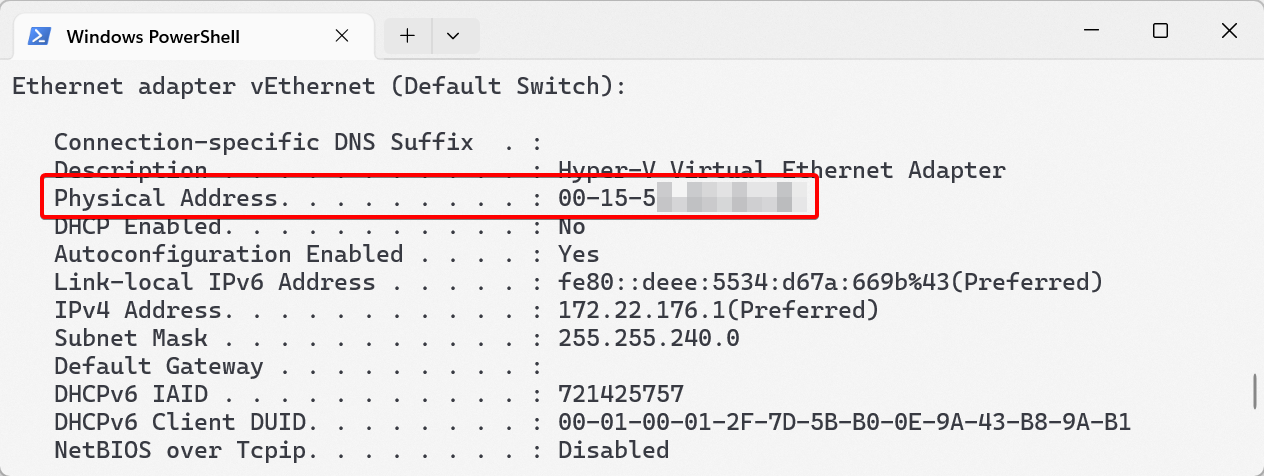 Windows PowerShell
Ethernet adapter vEthernet (Default Switch):
Connection-specific DNS Suffix  . :
Description . . . . . . . . . . . : Hyper-V Virtual Ethernet Adapter
Physical Address. . . . . . . . . : 00-15-5
DHCP Enabled. . . . . . . . . . . : No
Autoconfiguration Enabled . . . . : Yes
Link-local IPv6 Address . . . . . : fe80::deee:5534:d67a:669b%43(Preferred)
IPv4 Address. . . . . . . . . . . : 172.22.176.1(Preferred)
Subnet Mask . . . . . . . . . . . : 255.255.240.0
Default Gateway . . . . . . . . . :
DHCPv6 IAID . . . . . . . . . . . : 721425757
DHCPv6 Client DUID. . . . . . . . : 00-01-00-01-2F-7D-5B-B0-0E-9A-43-B8-9A-B1
NetBIOS over Tcpip. . . . . . . . : Disabled